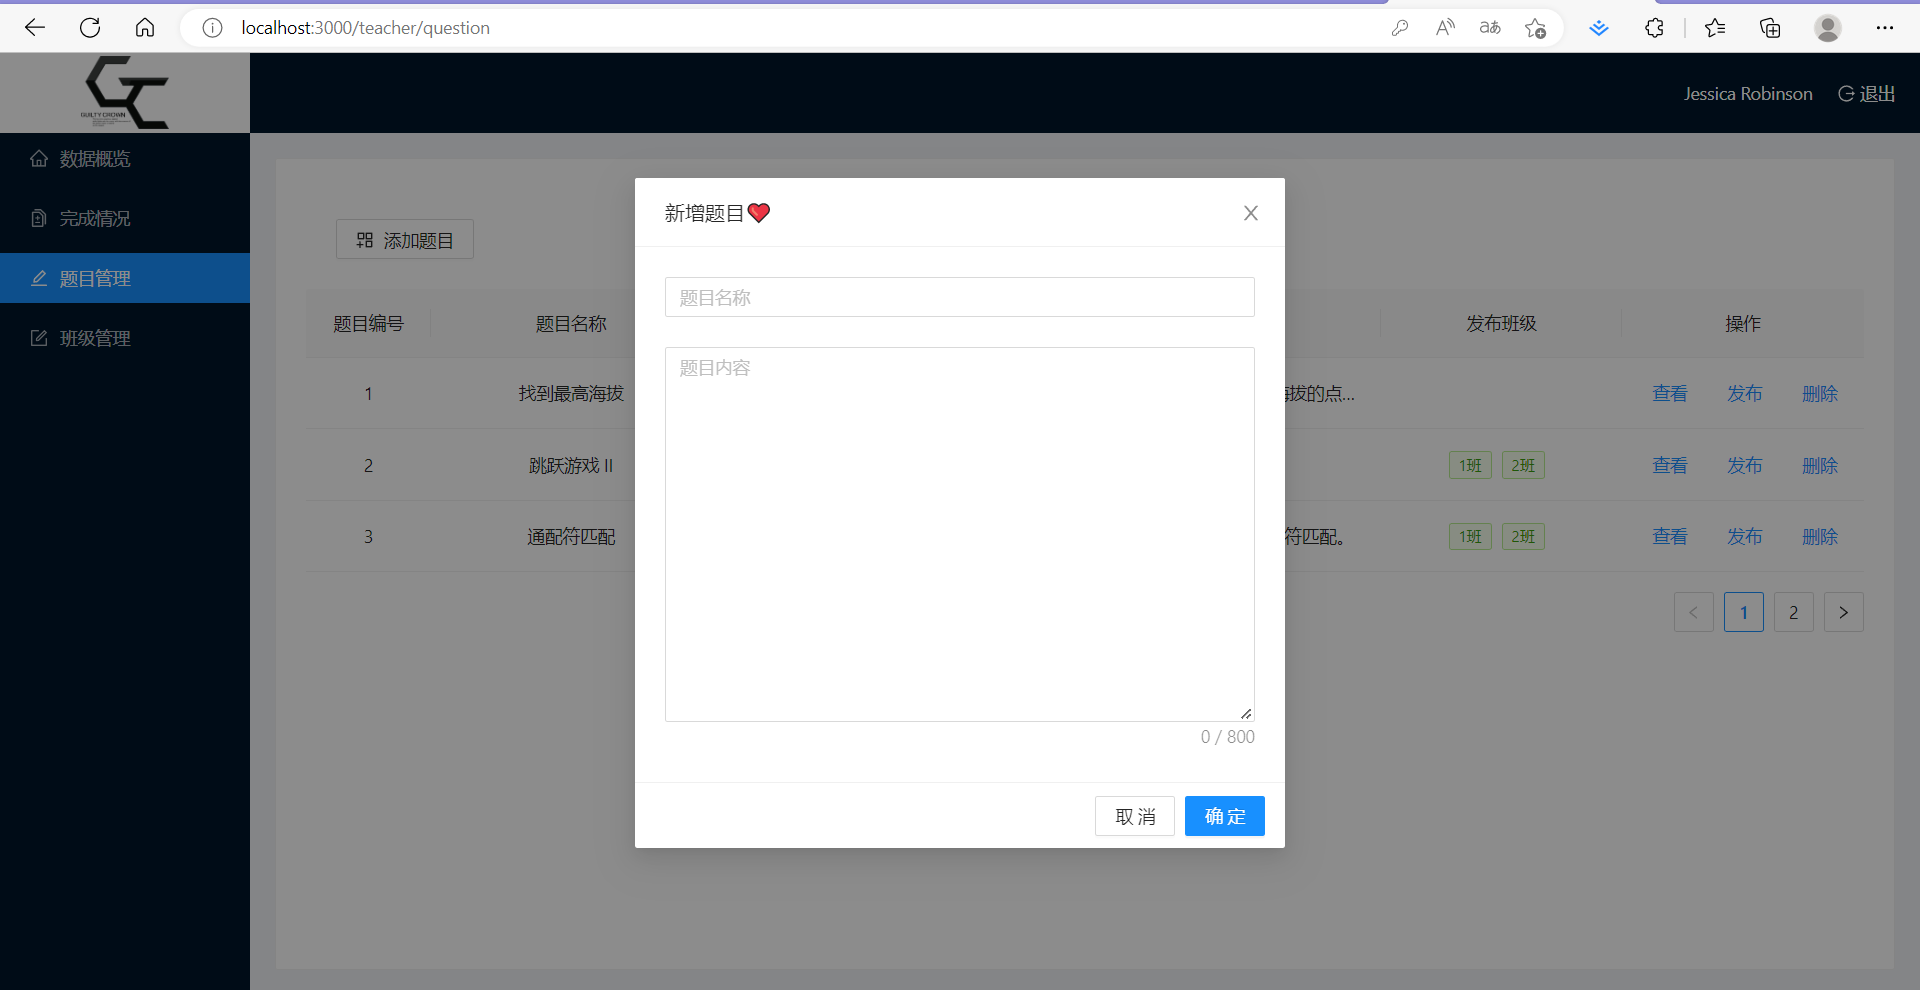 localhost:3000/teacher/question
GUILTY CROWN
Jessica Robinson
退出
数据概览
完成情况
题目管理
班级管理
添加题目
题目编号 题目名称 发布班级 操作
1 找到最高海拔 拔的点... 查看 发布 删除
2 跳跃游戏 II 1班 2班 查看 发布 删除
3 通配符匹配 符匹配。 1班 2班 查看 发布 删除
1 2
新增题目❤️
题目名称
题目内容
0 / 800
取 消 确 定